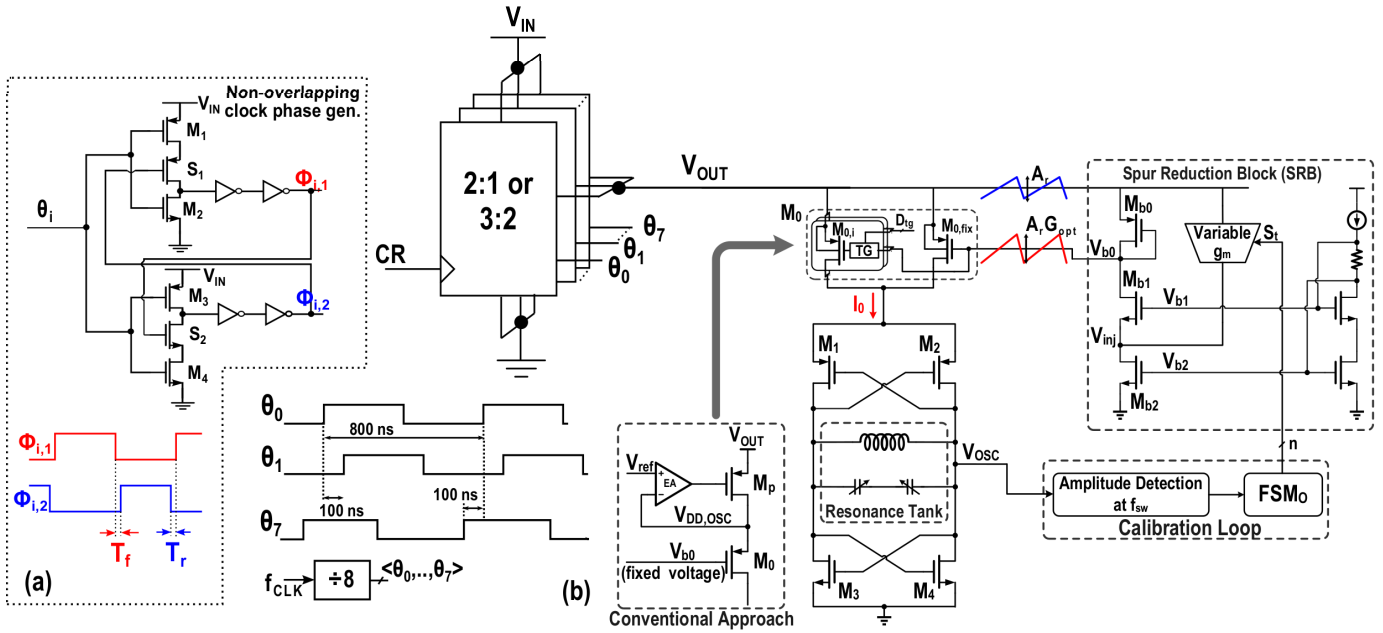 Non-overlapping
clock phase gen.
V_IN
M_1
S_1
M_2
Φ_i,1
θ_i
V_IN
M_3
S_2
M_4
Φ_i,2
Φ_i,1
Φ_i,2
T_f
T_r
(a)
V_IN
2:1 or
3:2
CR
θ_7
θ_1
θ_0
V_OUT
θ_0
800 ns
θ_1
100 ns
100 ns
θ_7
f_CLK
÷8
<θ_0,..,θ_7>
(b)
V_OUT
V_ref
+
EA
−
M_p
V_DD,OSC
V_b0
(fixed voltage)
M_0
Conventional Approach
M_0
M_0,i
TG
D_tg
M_0,fix
A_r
A_rG_opt
I_0
M_1
M_2
Resonance Tank
V_OSC
M_3
M_4
Spur Reduction Block (SRB)
M_b0
Variable
g_m
S_t
V_b0
M_b1
V_b1
V_inj
V_b2
M_b2
n
Amplitude Detection
at f_sw
FSM_O
Calibration Loop